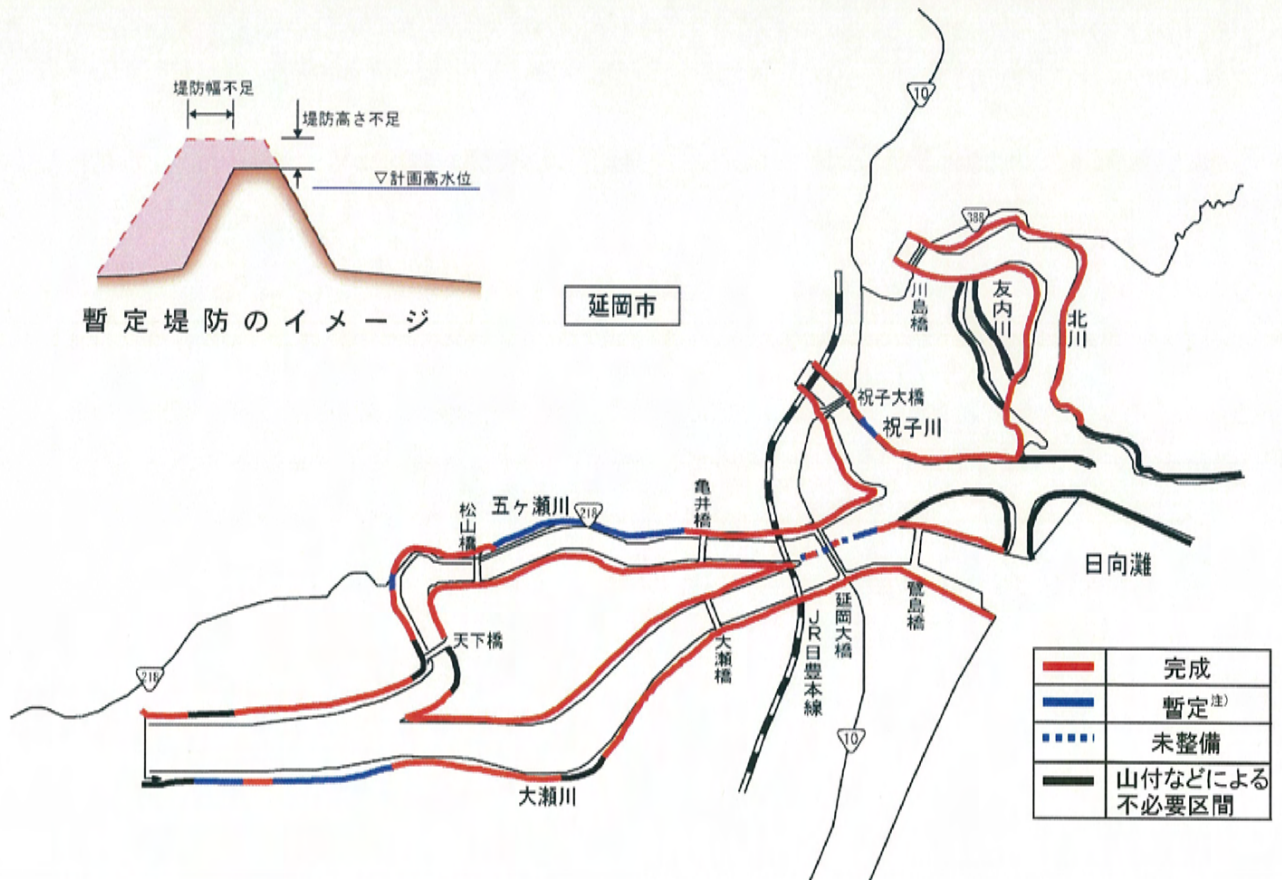 堤防幅不足
堤防高さ不足
▽計画高水位
暫定堤防のイメージ
延岡市
10
388
川島橋
友内川
北川
祝子大橋
祝子川
亀井橋
松山橋
五ヶ瀬川
218
日向灘
鷺島橋
延岡大橋
JR日豊本線
大瀬橋
天下橋
218
10
大瀬川
完成
暫定注)
未整備
山付などによる
不必要区間